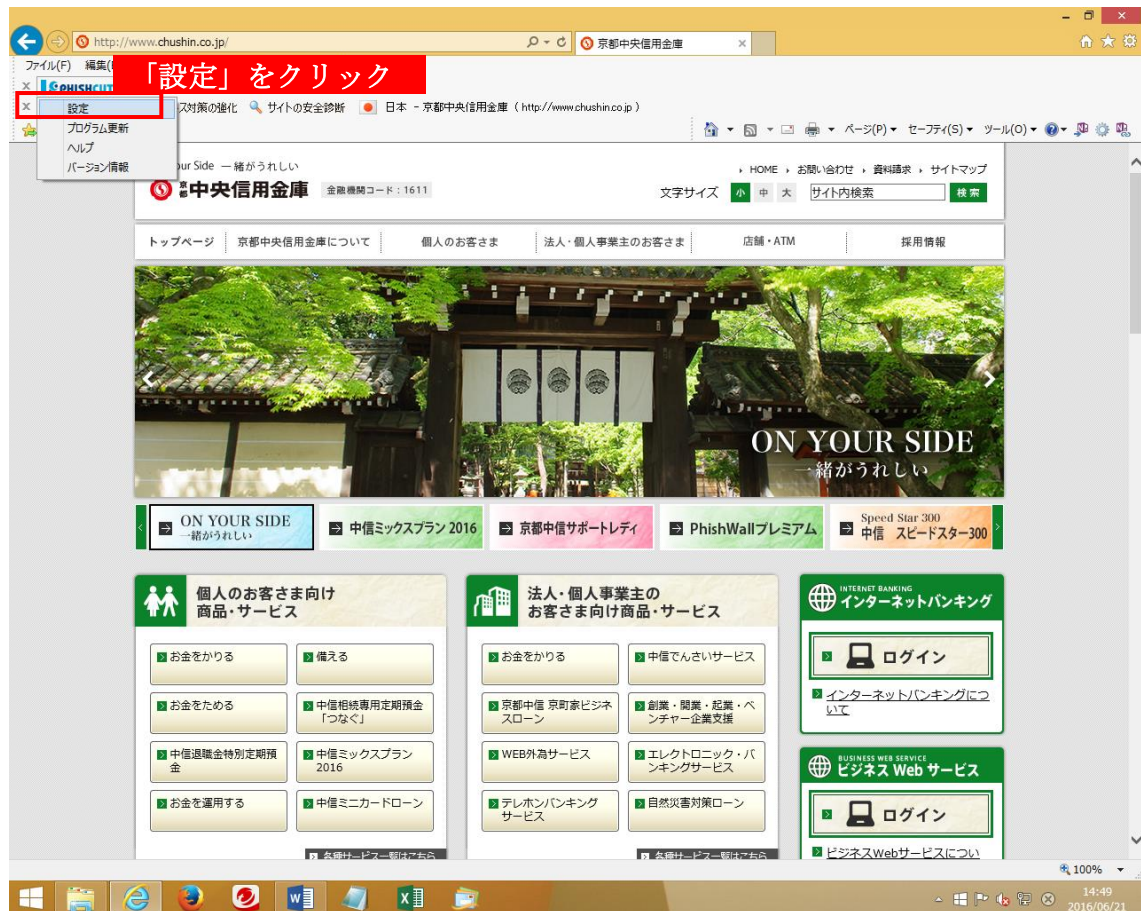 http://www.chushin.co.jp/
京都中央信用金庫
ファイル(F) 編集(
「設定」をクリック
PHISHCUT
設定
ス対策の強化 サイトの安全診断 日本 - 京都中央信用金庫 ( http://www.chushin.co.jp )
プログラム更新
ヘルプ
バージョン情報
ページ(P) セーフティ(S) ツール(O)
our Side 一緒がうれしい
HOME お問い合わせ 資料請求 サイトマップ
京都中央信用金庫 金融機関コード:1611
文字サイズ 小 中 大 サイト内検索 検索
トップページ 京都中央信用金庫について 個人のお客さま 法人・個人事業主のお客さま 店舗・ATM 採用情報
ON YOUR SIDE
一緒がうれしい
ON YOUR SIDE
一緒がうれしい
中信ミックスプラン 2016
京都中信サポートレディ
PhishWallプレミアム
Speed Star 300
中信 スピードスター300
個人のお客さま向け
商品・サービス
お金をかりる
備える
お金をためる
中信相続専用定期預金
「つなぐ」
中信退職金特別定期預
金
中信ミックスプラン
2016
お金を運用する
中信ミニカードローン
各種サービス一覧はこちら
法人・個人事業主の
お客さま向け商品・サービス
お金をかりる
中信でんさいサービス
京都中信 京町家ビジネ
スローン
創業・開業・起業・ベ
ンチャー企業支援
WEB外為サービス
エレクトロニック・バ
ンキングサービス
テレホンバンキング
サービス
自然災害対策ローン
各種サービス一覧はこちら
INTERNET BANKING
インターネットバンキング
ログイン
インターネットバンキングにつ
いて
BUSINESS WEB SERVICE
ビジネス Web サービス
ログイン
ビジネスWebサービスについ
100%
14:49
2016/06/21